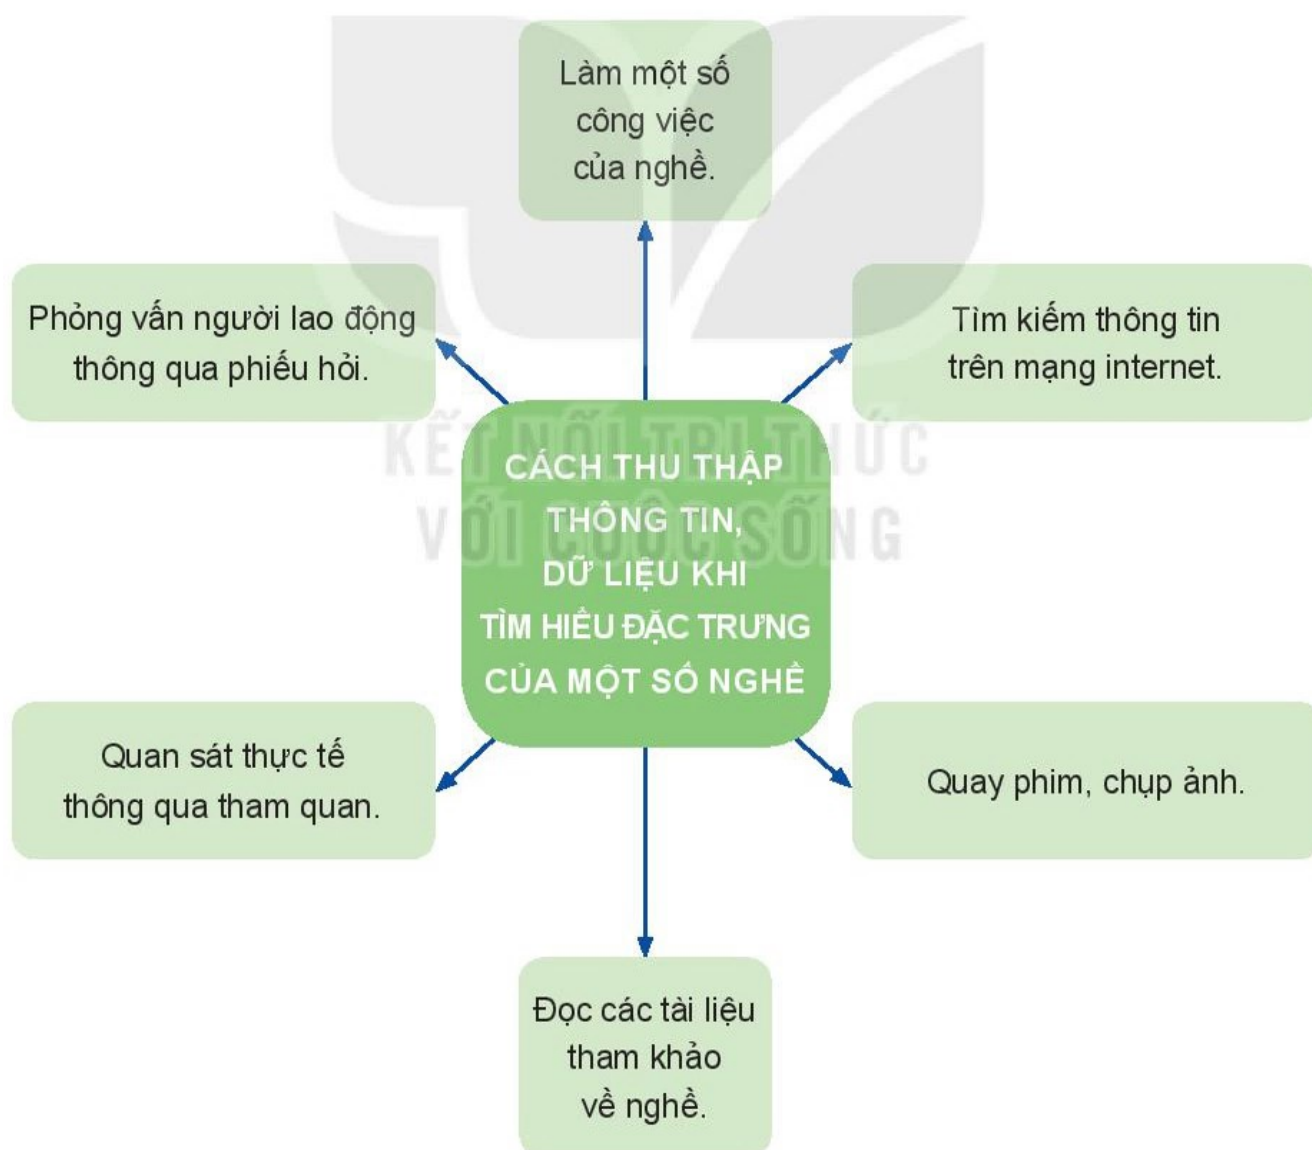 Làm một số
công việc
của nghề.
Phỏng vấn người lao động
thông qua phiếu hỏi.
Tìm kiếm thông tin
trên mạng internet.
KẾT NỐI TRI THỨC
VỚI CUỘC SỐNG
CÁCH THU THẬP
THÔNG TIN,
DỮ LIỆU KHI
TÌM HIỂU ĐẶC TRƯNG
CỦA MỘT SỐ NGHỀ
Quan sát thực tế
thông qua tham quan.
Quay phim, chụp ảnh.
Đọc các tài liệu
tham khảo
về nghề.